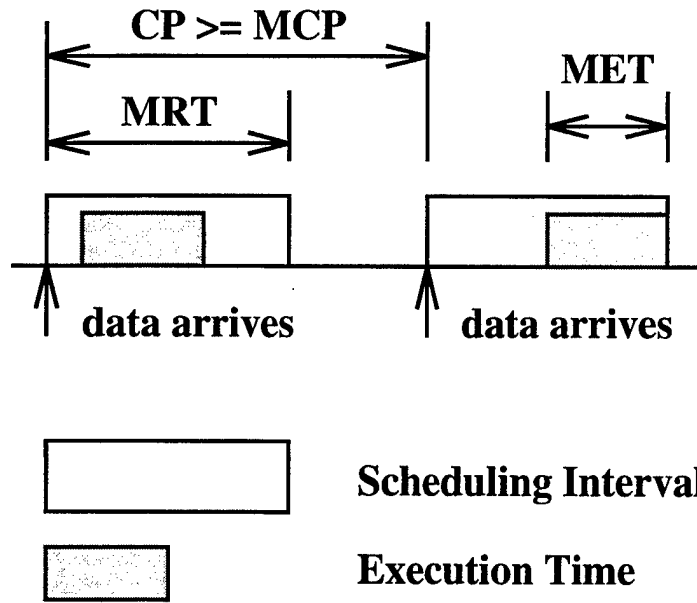 CP >= MCP
MET
MRT
data arrives
data arrives
Scheduling Interval
Execution Time